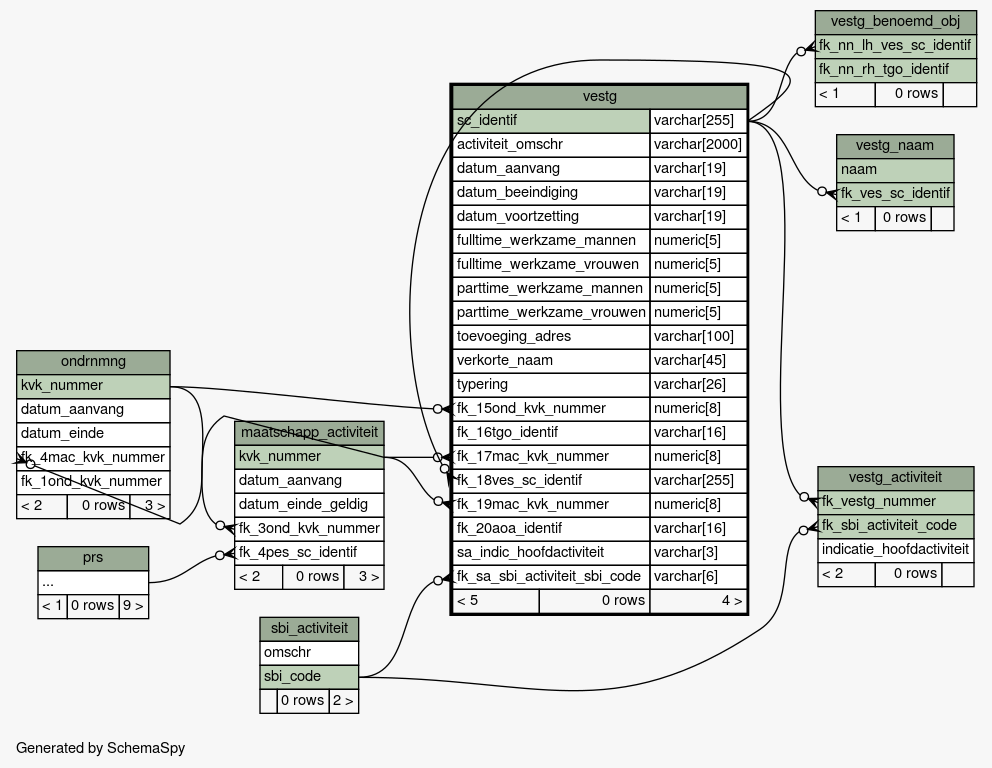 vestg_benoemd_obj
fk_nn_lh_ves_sc_identif
fk_nn_rh_tgo_identif
< 1 0 rows
vestg_naam
naam
fk_ves_sc_identif
< 1 0 rows
vestg
sc_identif varchar[255]
activiteit_omschr varchar[2000]
datum_aanvang varchar[19]
datum_beeindiging varchar[19]
datum_voortzetting varchar[19]
fulltime_werkzame_mannen numeric[5]
fulltime_werkzame_vrouwen numeric[5]
parttime_werkzame_mannen numeric[5]
parttime_werkzame_vrouwen numeric[5]
toevoeging_adres varchar[100]
verkorte_naam varchar[45]
typering varchar[26]
fk_15ond_kvk_nummer numeric[8]
fk_16tgo_identif varchar[16]
fk_17mac_kvk_nummer numeric[8]
fk_18ves_sc_identif varchar[255]
fk_19mac_kvk_nummer numeric[8]
fk_20aoa_identif varchar[16]
sa_indic_hoofdactiviteit varchar[3]
fk_sa_sbi_activiteit_sbi_code varchar[6]
< 5 0 rows 4 >
ondrnmng
kvk_nummer
datum_aanvang
datum_einde
fk_4mac_kvk_nummer
fk_1ond_kvk_nummer
< 2 0 rows 3 >
maatschapp_activiteit
kvk_nummer
datum_aanvang
datum_einde_geldig
fk_3ond_kvk_nummer
fk_4pes_sc_identif
< 2 0 rows 3 >
vestg_activiteit
fk_vestg_nummer
fk_sbi_activiteit_code
indicatie_hoofdactiviteit
< 2 0 rows
prs
...
< 1 0 rows 9 >
sbi_activiteit
omschr
sbi_code
0 rows 2 >
Generated by SchemaSpy